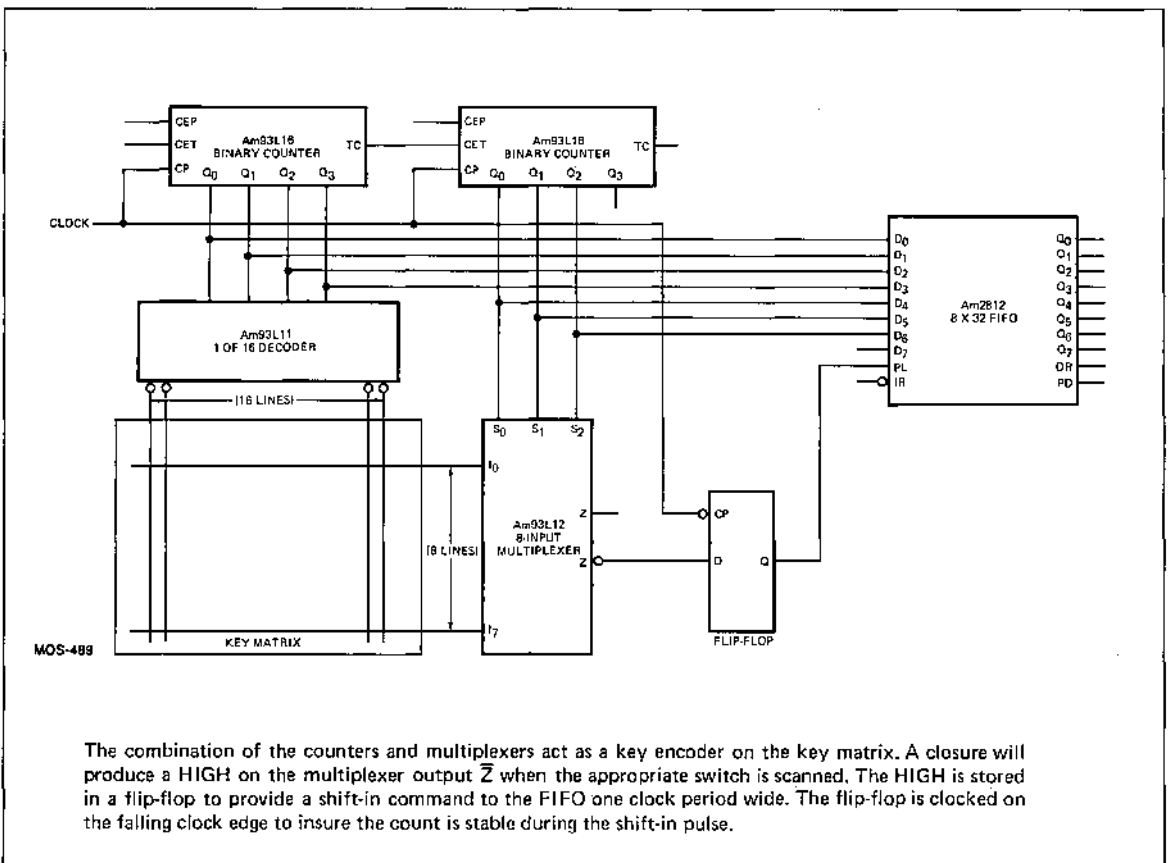 CEP
CET
CP
Am93L16
BINARY COUNTER
TC
Q0 Q1 Q2 Q3
CEP
CET
CP
Am93L16
BINARY COUNTER
TC
Q0 Q1 Q2 Q3
CLOCK
D0
D1
D2
D3
D4
D5
D6
D7
PL
IR
Am2812
8 X 32 FIFO
Q0
Q1
Q2
Q3
Q4
Q5
Q6
Q7
OR
PD
Am93L11
1 OF 16 DECODER
(16 LINES)
S0 S1 S2
I0
Am93L12
8-INPUT
MULTIPLEXER
Z
Z
(8 LINES)
I7
CP
D Q
FLIP-FLOP
KEY MATRIX
MOS-489
The combination of the counters and multiplexers act as a key encoder on the key matrix. A closure will
produce a HIGH on the multiplexer output Z̅ when the appropriate switch is scanned. The HIGH is stored
in a flip-flop to provide a shift-in command to the FIFO one clock period wide. The flip-flop is clocked on
the falling clock edge to insure the count is stable during the shift-in pulse.